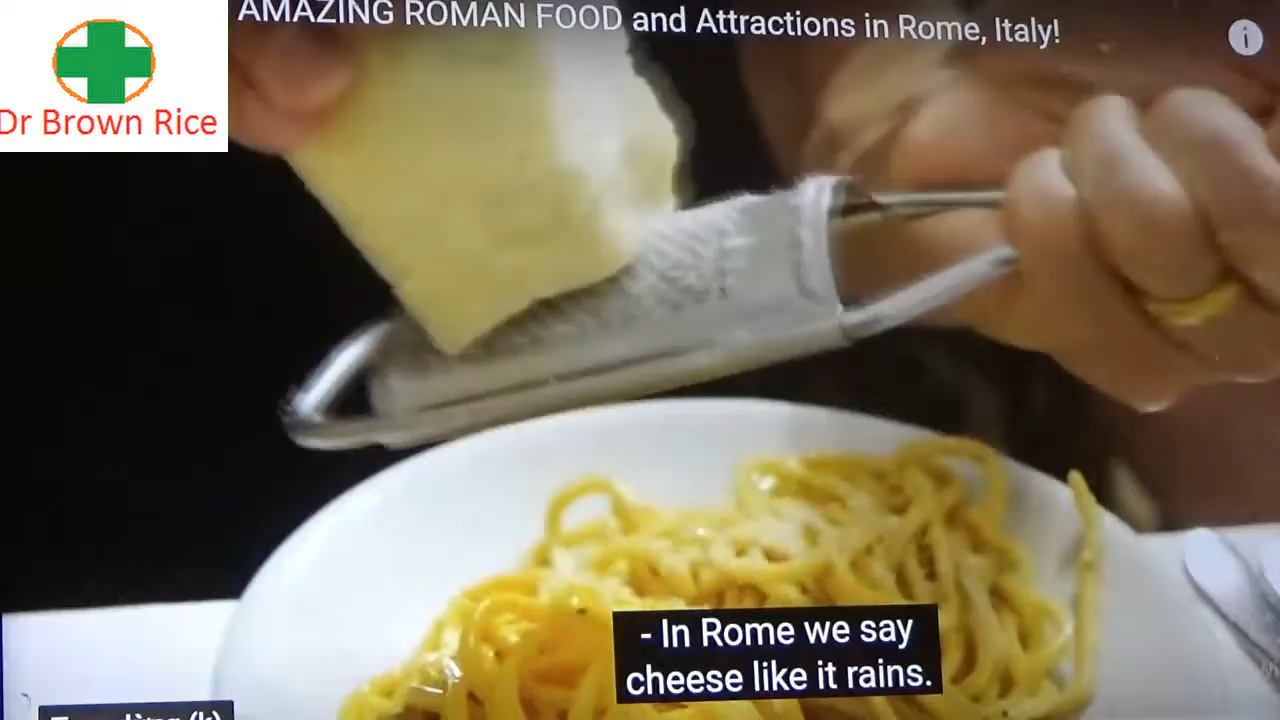 AMAZING ROMAN FOOD and Attractions in Rome, Italy!
i
Dr Brown Rice
- In Rome we say
cheese like it rains.
(k)